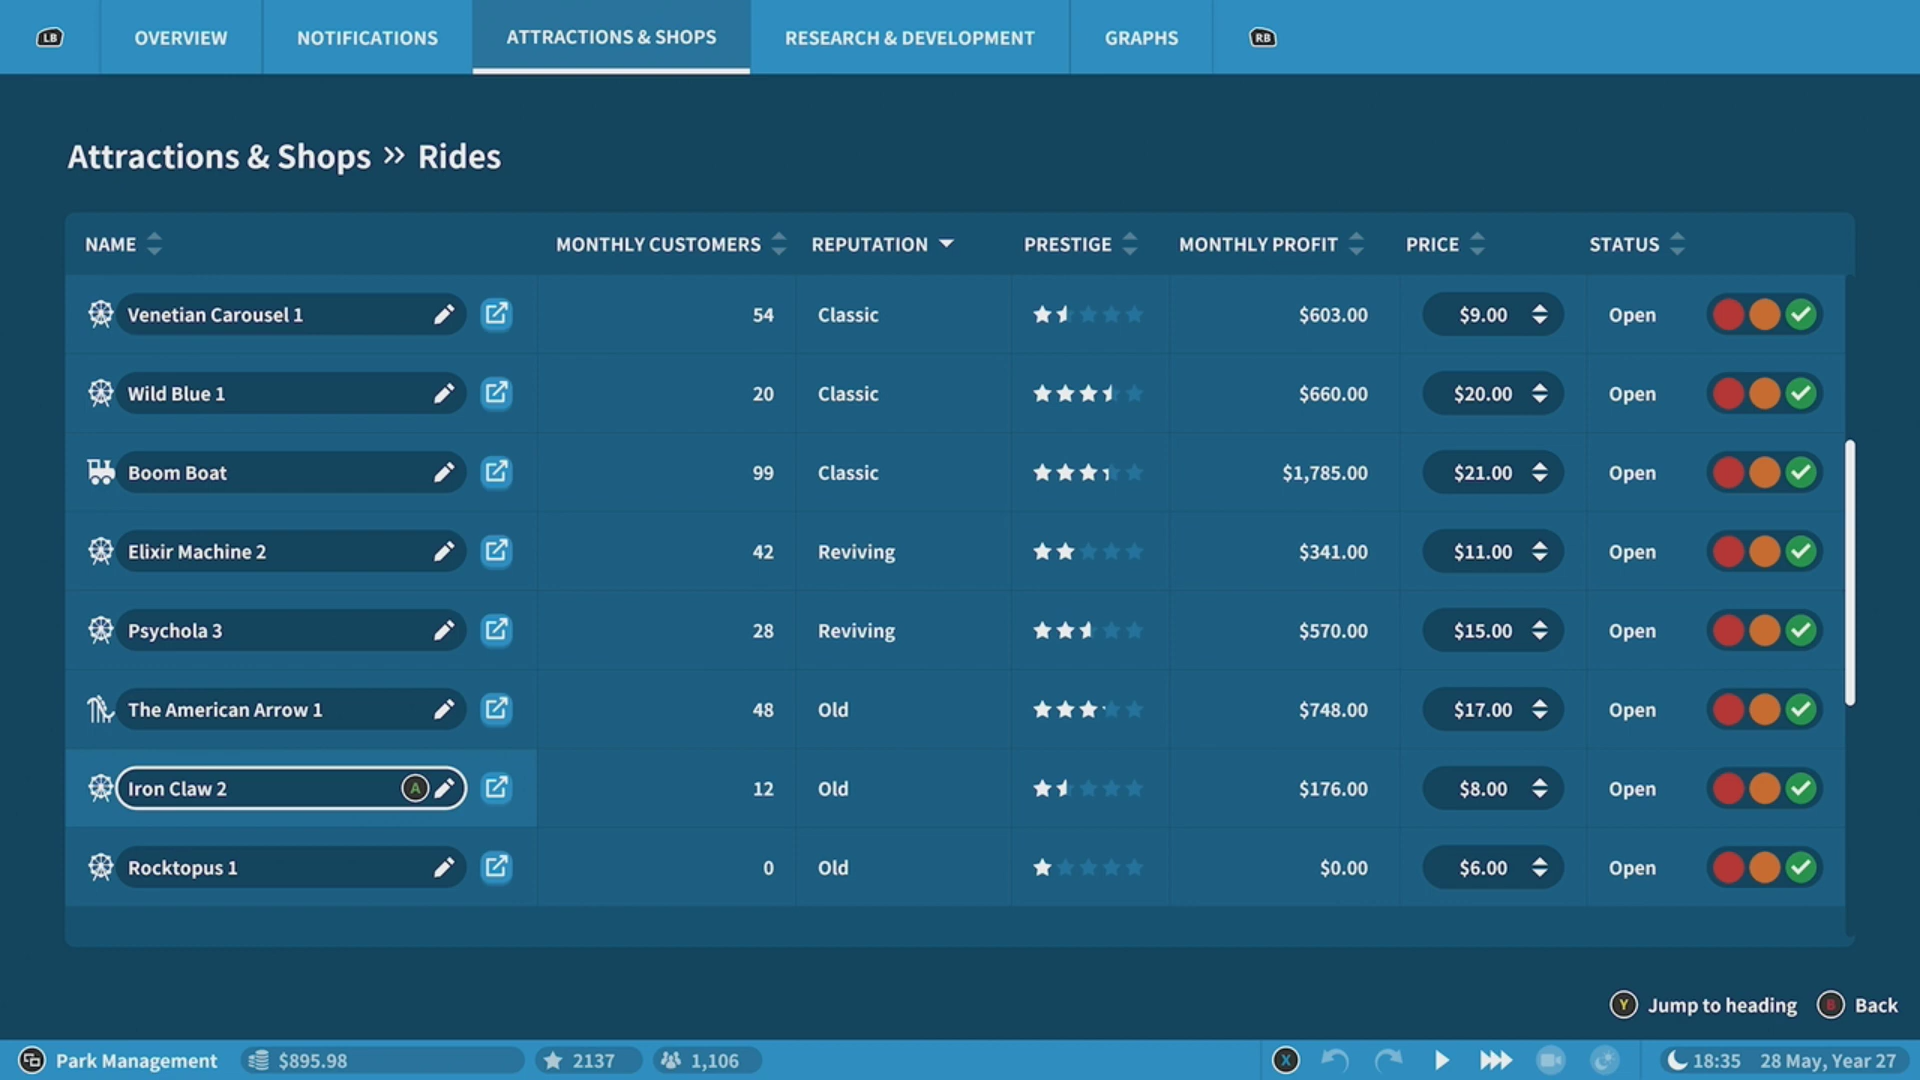 LB OVERVIEW NOTIFICATIONS ATTRACTIONS & SHOPS RESEARCH & DEVELOPMENT GRAPHS RB
Attractions & Shops » Rides
NAME MONTHLY CUSTOMERS REPUTATION PRESTIGE MONTHLY PROFIT PRICE STATUS
Venetian Carousel 1 54 Classic $603.00 $9.00 Open
Wild Blue 1 20 Classic $660.00 $20.00 Open
Boom Boat 99 Classic $1,785.00 $21.00 Open
Elixir Machine 2 42 Reviving $341.00 $11.00 Open
Psychola 3 28 Reviving $570.00 $15.00 Open
The American Arrow 1 48 Old $748.00 $17.00 Open
Iron Claw 2 A 12 Old $176.00 $8.00 Open
Rocktopus 1 0 Old $0.00 $6.00 Open
Y Jump to heading B Back
Park Management $895.98 2137 1,106 X 18:35 28 May, Year 27